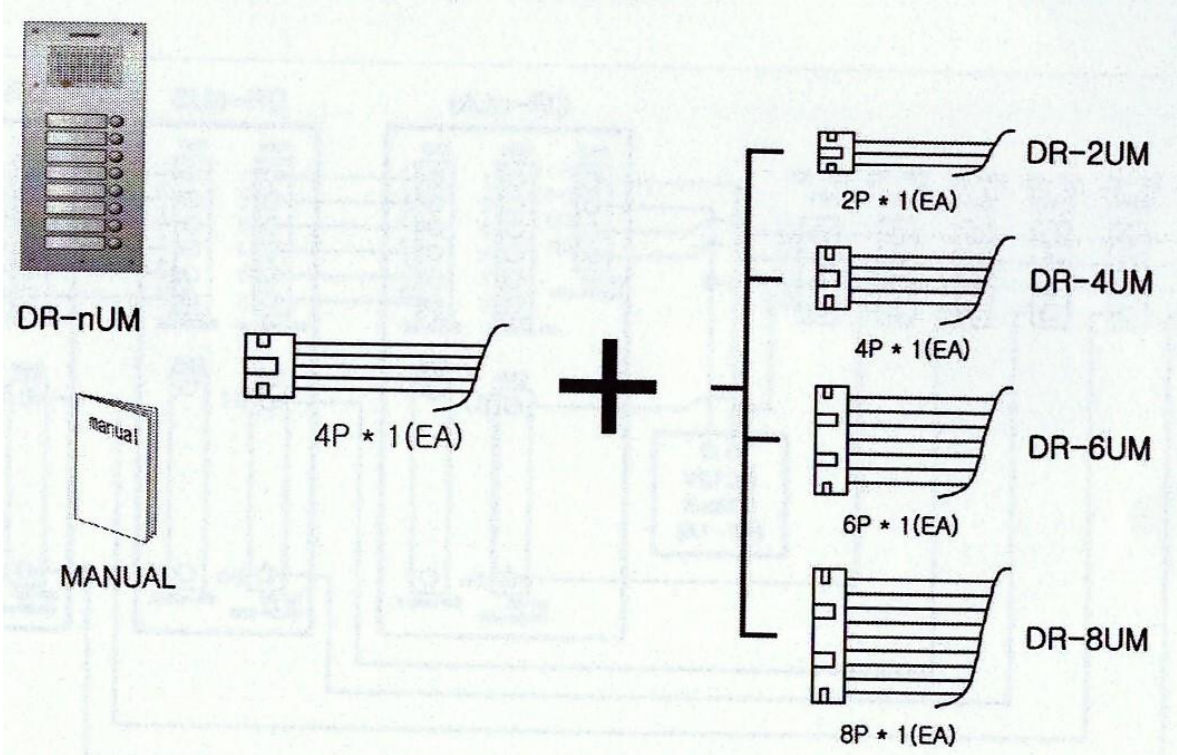 DR-nUM
manual
MANUAL
4P * 1(EA)
DR-2UM
2P * 1(EA)
DR-4UM
4P * 1(EA)
DR-6UM
6P * 1(EA)
DR-8UM
8P * 1(EA)